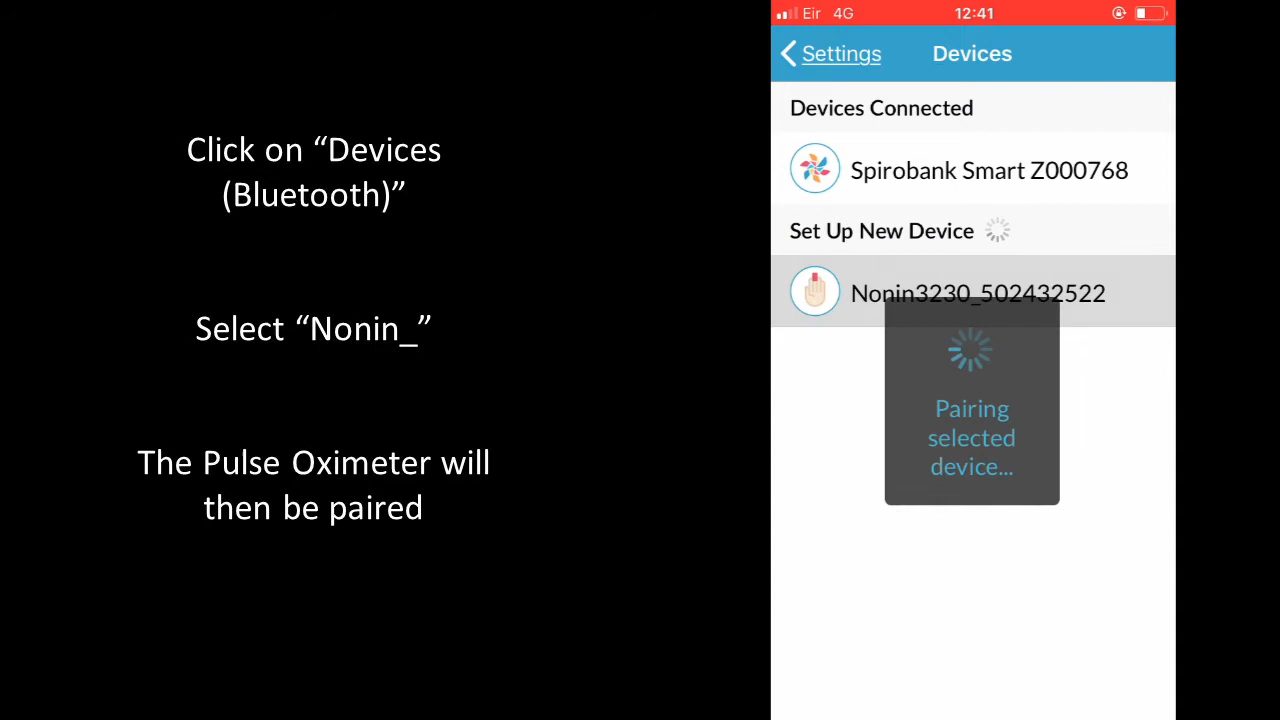 Click on “Devices
(Bluetooth)”
Select “Nonin_”
The Pulse Oximeter will
then be paired
Eir 4G 12:41
Settings Devices
Devices Connected
Spirobank Smart Z000768
Set Up New Device
Nonin3230_502432522
Pairing
selected
device...